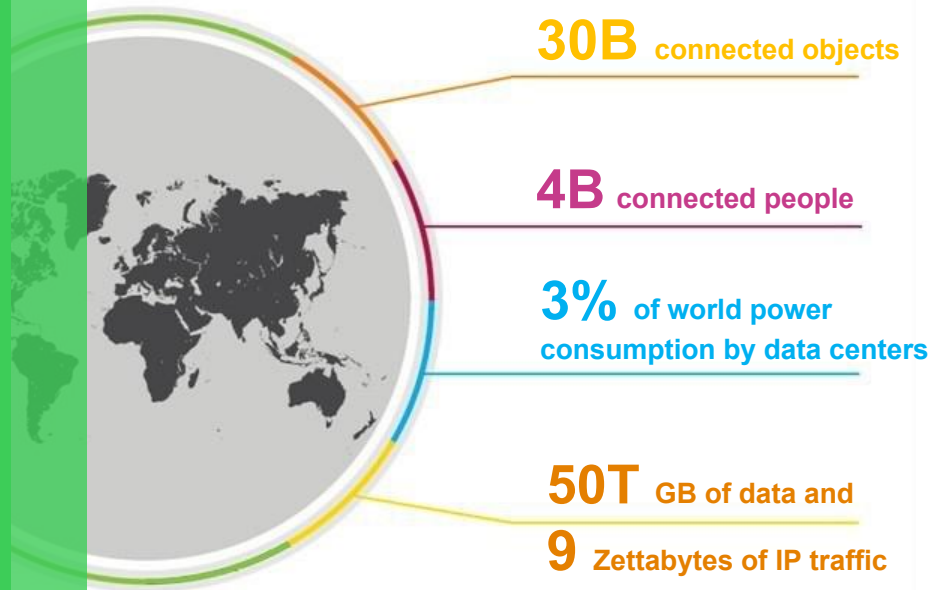 30B connected objects
4B connected people
3% of world power
consumption by data centers
50T GB of data and
9 Zettabytes of IP traffic